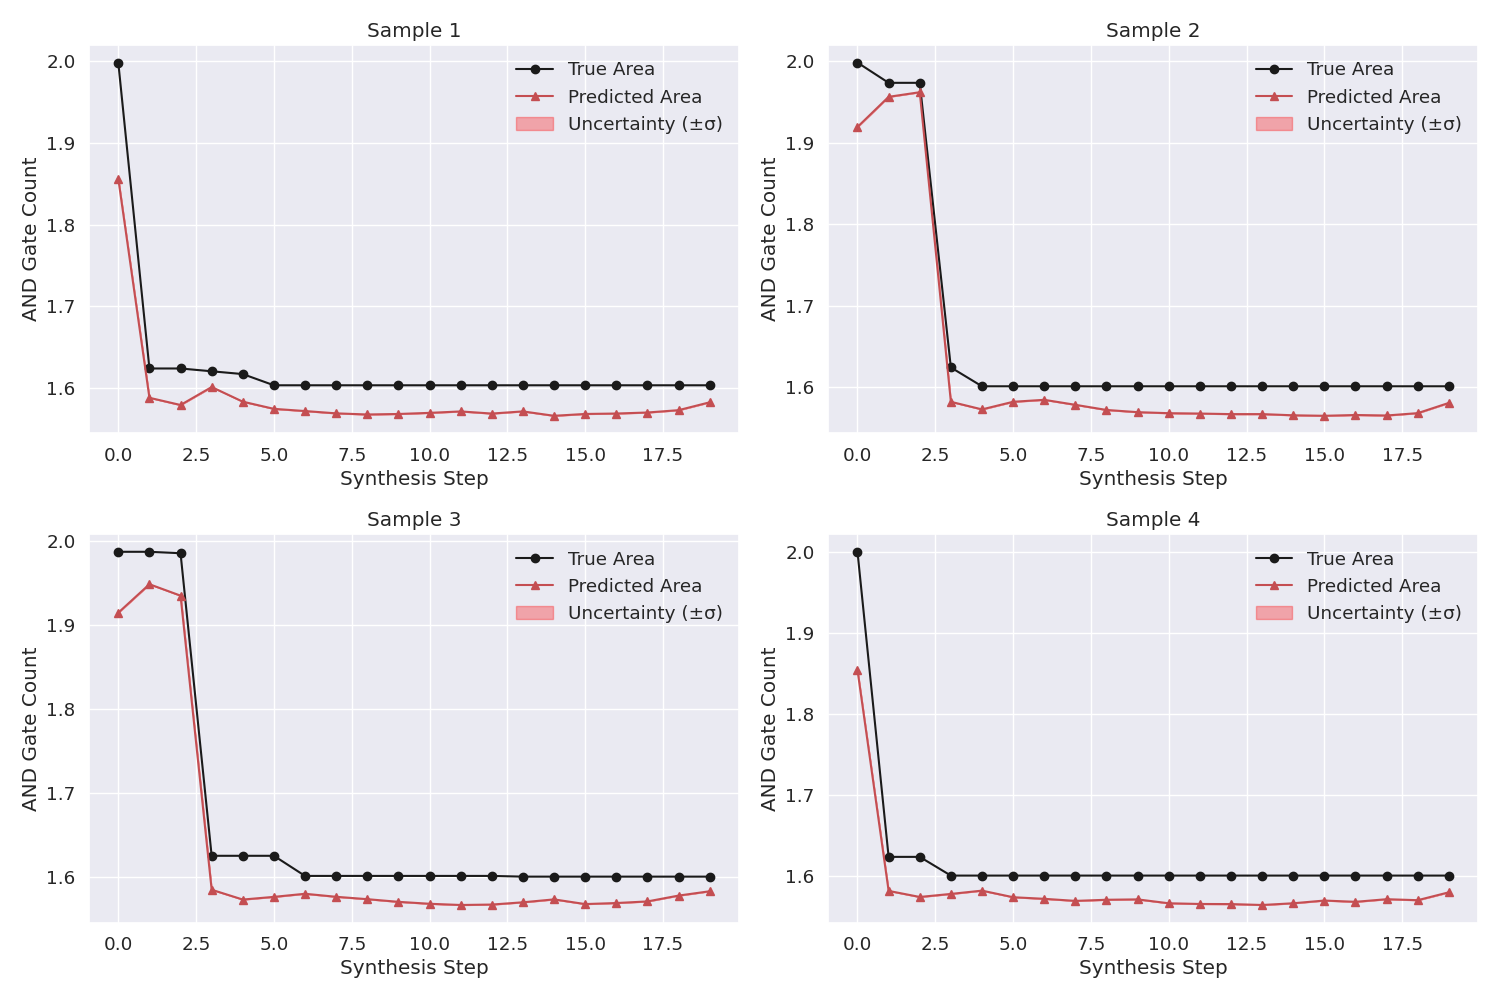 Sample 1
AND Gate Count
2.0
1.9
1.8
1.7
1.6
True Area
Predicted Area
Uncertainty (±σ)
0.0 2.5 5.0 7.5 10.0 12.5 15.0 17.5
Synthesis Step
Sample 2
AND Gate Count
2.0
1.9
1.8
1.7
1.6
True Area
Predicted Area
Uncertainty (±σ)
0.0 2.5 5.0 7.5 10.0 12.5 15.0 17.5
Synthesis Step
Sample 3
AND Gate Count
2.0
1.9
1.8
1.7
1.6
True Area
Predicted Area
Uncertainty (±σ)
0.0 2.5 5.0 7.5 10.0 12.5 15.0 17.5
Synthesis Step
Sample 4
AND Gate Count
2.0
1.9
1.8
1.7
1.6
True Area
Predicted Area
Uncertainty (±σ)
0.0 2.5 5.0 7.5 10.0 12.5 15.0 17.5
Synthesis Step